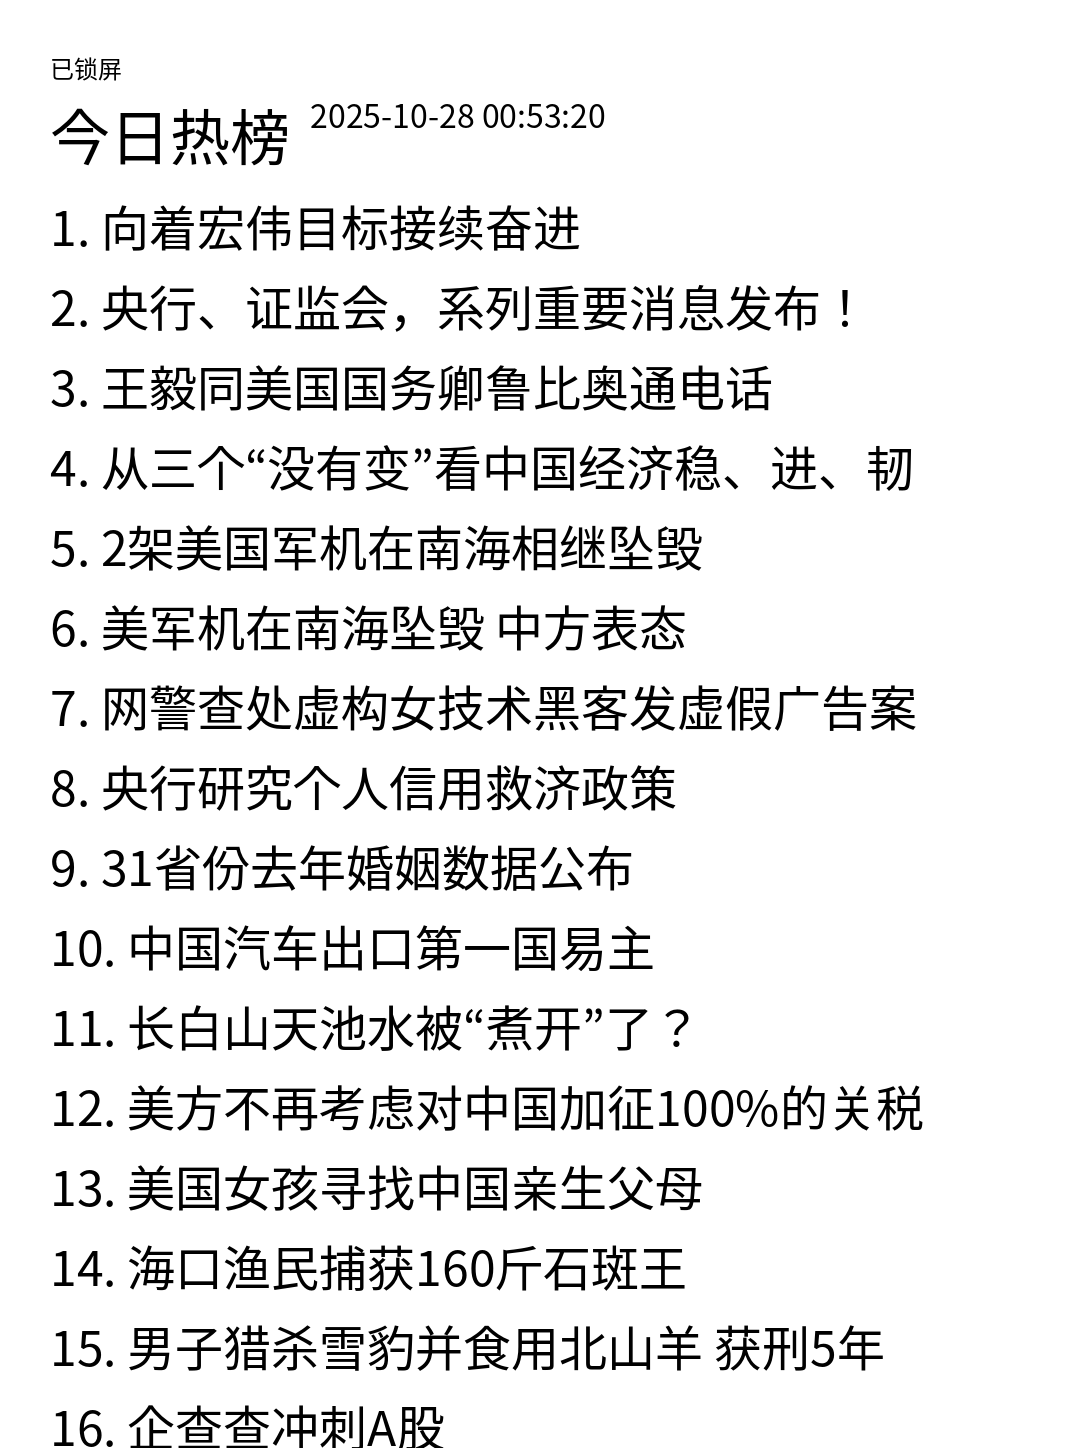 已锁屏
今日热榜 2025-10-28 00:53:20
1. 向着宏伟目标接续奋进
2. 央行、证监会，系列重要消息发布！
3. 王毅同美国国务卿鲁比奥通电话
4. 从三个“没有变”看中国经济稳、进、韧
5. 2架美国军机在南海相继坠毁
6. 美军机在南海坠毁 中方表态
7. 网警查处虚构女技术黑客发虚假广告案
8. 央行研究个人信用救济政策
9. 31省份去年婚姻数据公布
10. 中国汽车出口第一国易主
11. 长白山天池水被“煮开”了？
12. 美方不再考虑对中国加征100%的关税
13. 美国女孩寻找中国亲生父母
14. 海口渔民捕获160斤石斑王
15. 男子猎杀雪豹并食用北山羊 获刑5年
16. 企查查冲刺A股